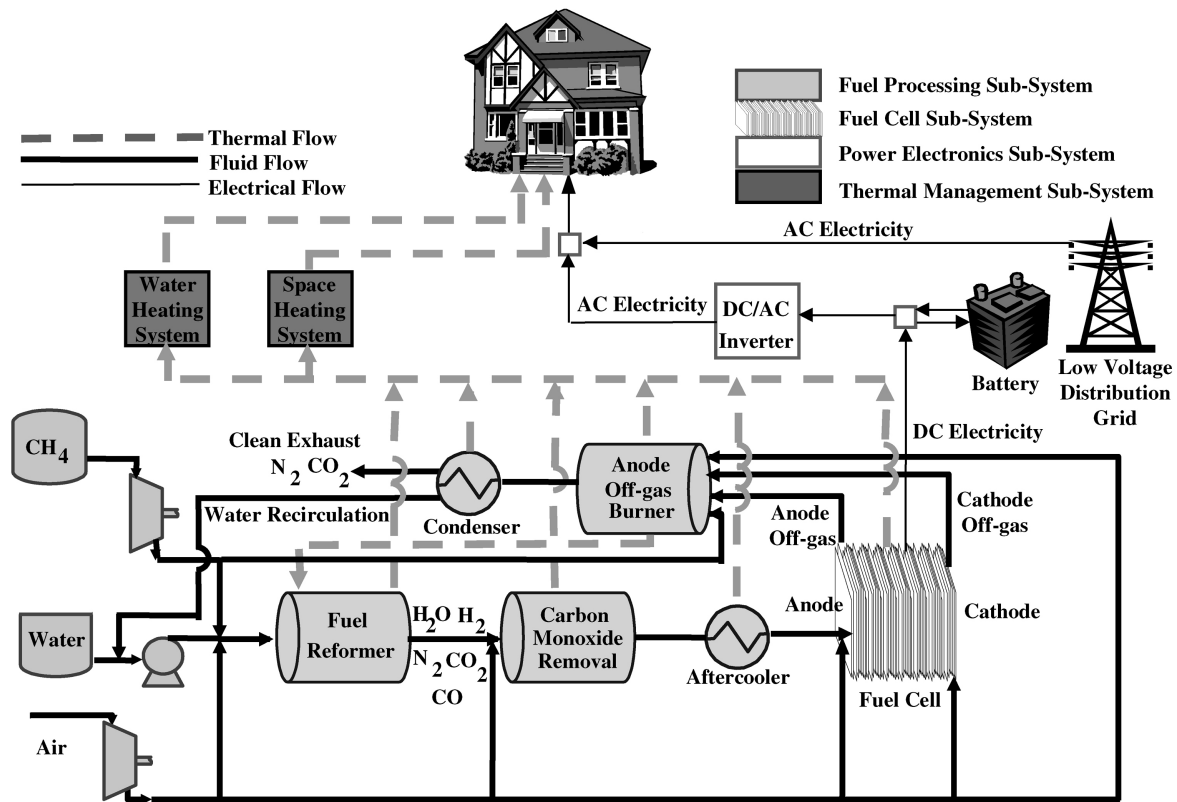 Fuel Processing Sub-System
Fuel Cell Sub-System
Power Electronics Sub-System
Thermal Management Sub-System
Thermal Flow
Fluid Flow
Electrical Flow
AC Electricity
Water
Heating
System
Space
Heating
System
AC Electricity
DC/AC
Inverter
Battery
Low Voltage
Distribution
Grid
DC Electricity
CH4
Clean Exhaust
N2 CO2
Water Recirculation
Condenser
Anode
Off-gas
Burner
Anode
Off-gas
Cathode
Off-gas
Water
Fuel
Reformer
H2O H2
N2CO2
CO
Carbon
Monoxide
Removal
Aftercooler
Anode
Cathode
Fuel Cell
Air